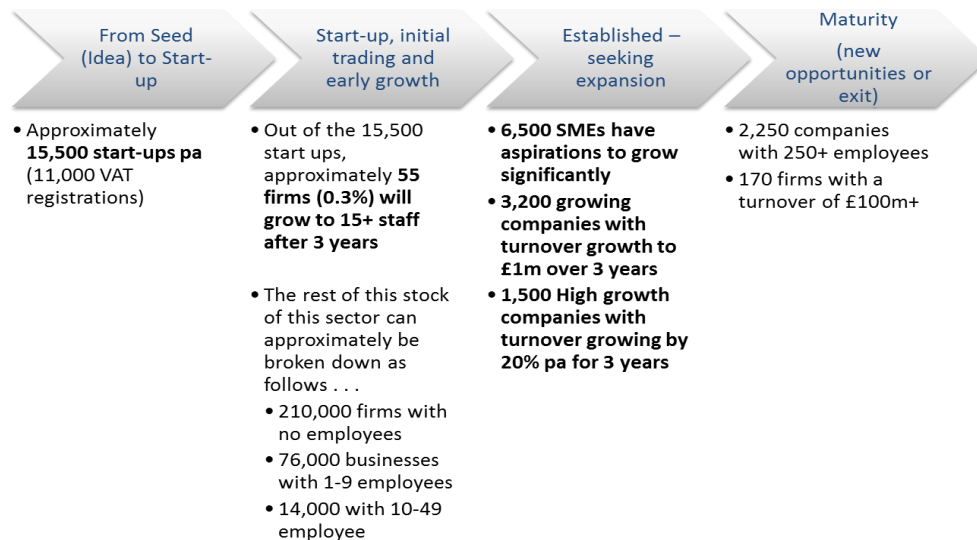 From Seed
(Idea) to Start-
up
Start-up, initial
trading and
early growth
Established –
seeking
expansion
Maturity
(new
opportunities or
exit)
• Approximately
15,500 start-ups pa
(11,000 VAT
registrations)
• Out of the 15,500
start ups,
approximately 55
firms (0.3%) will
grow to 15+ staff
after 3 years
• The rest of this stock
of this sector can
approximately be
broken down as
follows . . .
• 210,000 firms with
no employees
• 76,000 businesses
with 1-9 employees
• 14,000 with 10-49
employee
• 6,500 SMEs have
aspirations to grow
significantly
• 3,200 growing
companies with
turnover growth to
£1m over 3 years
• 1,500 High growth
companies with
turnover growing by
20% pa for 3 years
• 2,250 companies
with 250+ employees
• 170 firms with a
turnover of £100m+